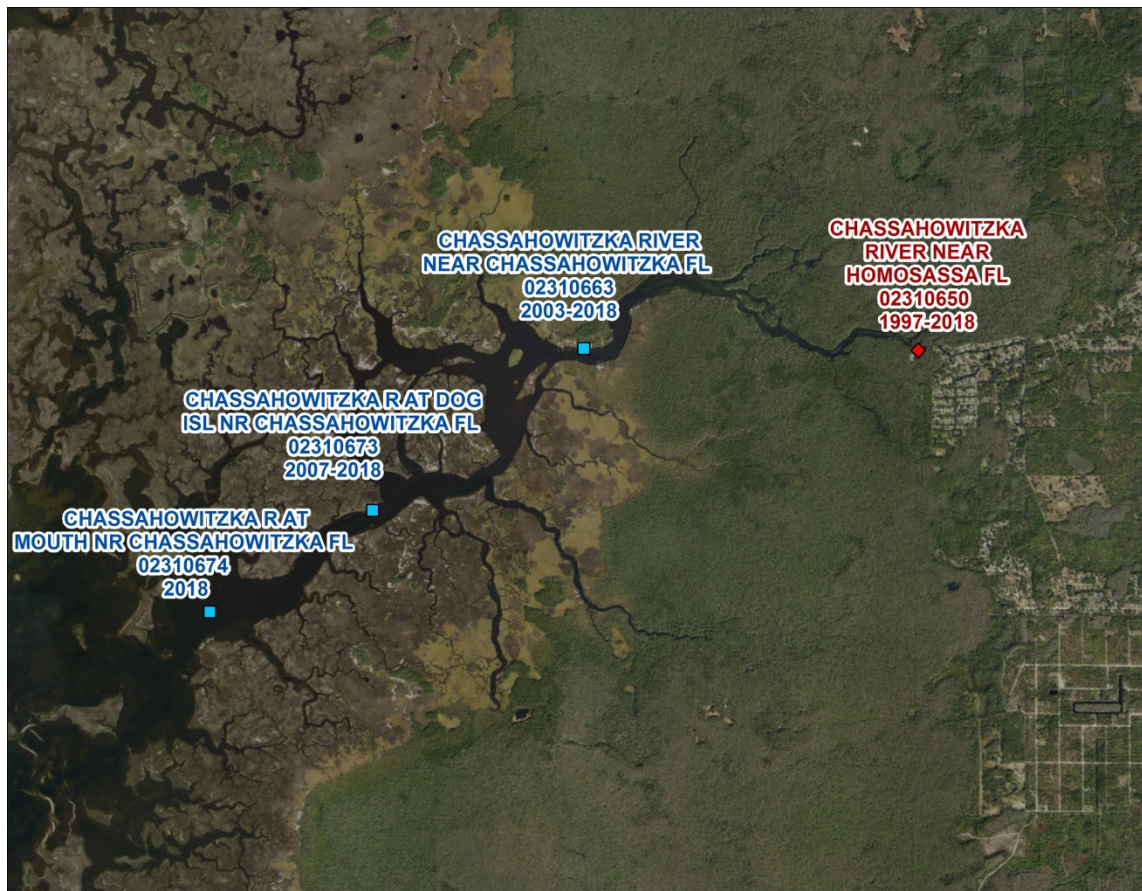 CHASSAHOWITZKA
RIVER NEAR
HOMOSASSA FL
02310650
1997-2018
CHASSAHOWITZKA RIVER
NEAR CHASSAHOWITZKA FL
02310663
2003-2018
CHASSAHOWITZKA R AT DOG
ISL NR CHASSAHOWITZKA FL
02310673
2007-2018
CHASSAHOWITZKA R AT
MOUTH NR CHASSAHOWITZKA FL
02310674
2018